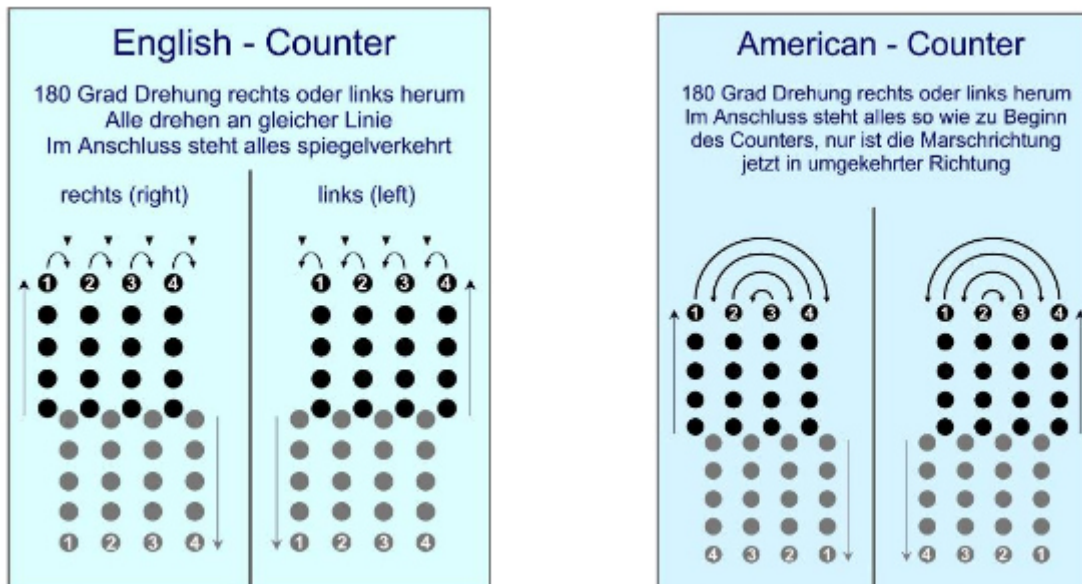 English - Counter
180 Grad Drehung rechts oder links herum
Alle drehen an gleicher Linie
Im Anschluss steht alles spiegelverkehrt
rechts (right)
links (left)
1 2 3 4
1 2 3 4
1 2 3 4
1 2 3 4
American - Counter
180 Grad Drehung rechts oder links herum
Im Anschluss steht alles so wie zu Beginn
des Counters, nur ist die Marschrichtung
jetzt in umgekehrter Richtung
1 2 3 4
1 2 3 4
4 3 2 1
4 3 2 1